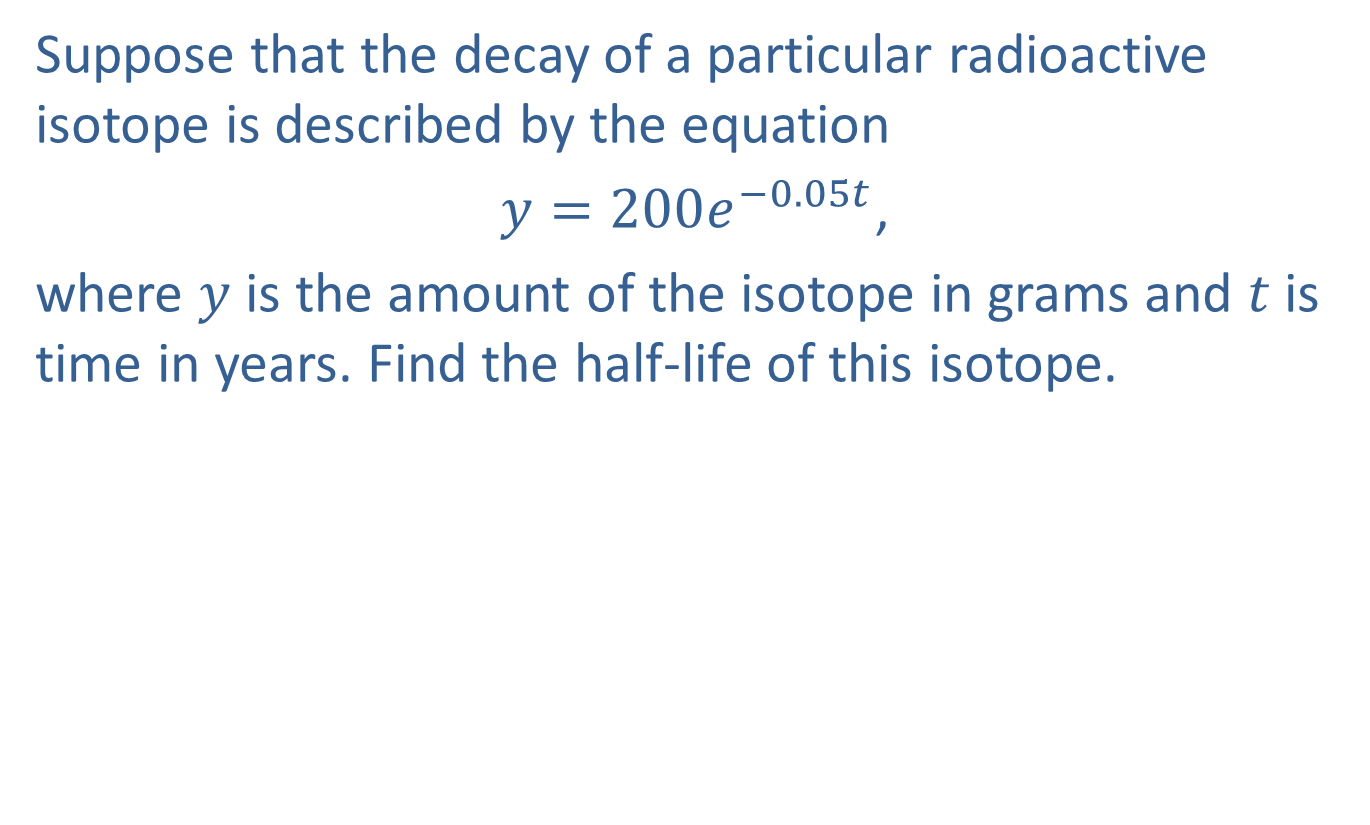 Suppose that the decay of a particular radioactive
isotope is described by the equation
y = 200e^{-0.05t},
where y is the amount of the isotope in grams and t is
time in years. Find the half-life of this isotope.